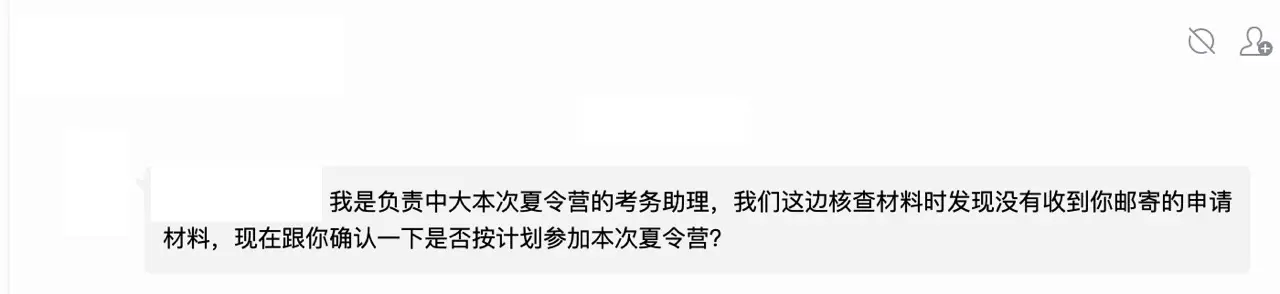 我是负责中大本次夏令营的考务助理，我们这边核查材料时发现没有收到你邮寄的申请
材料，现在跟你确认一下是否按计划参加本次夏令营？